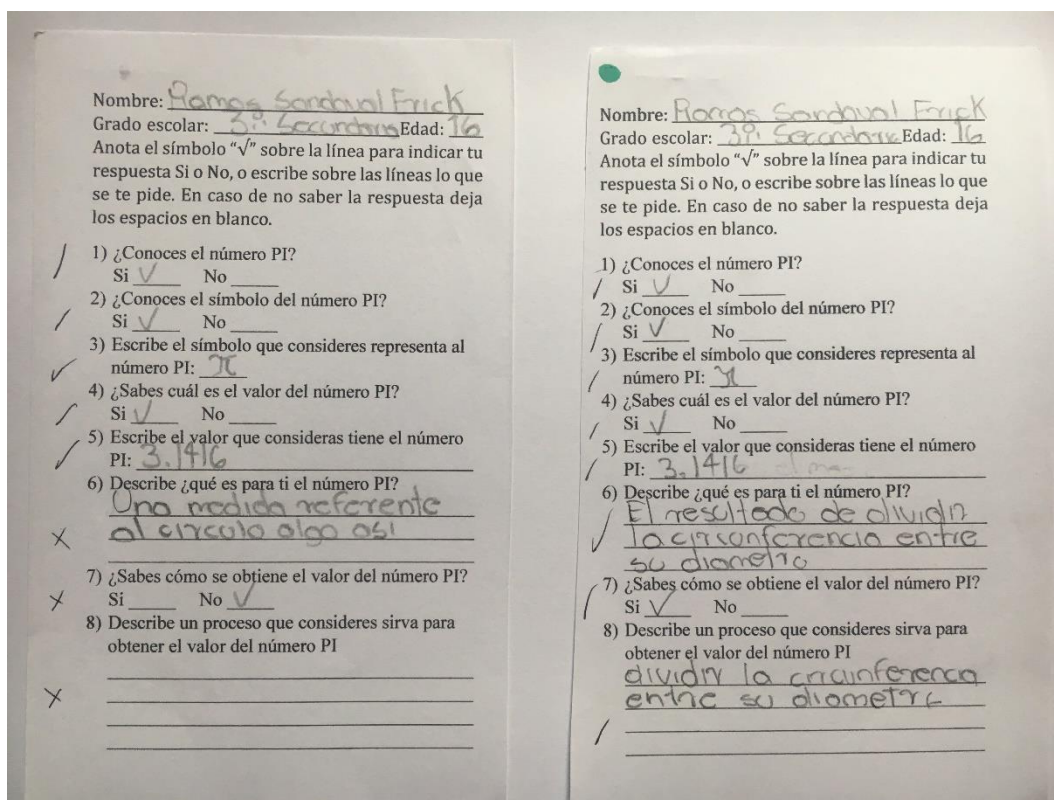 Nombre: Ramos Sandoval Erick
Grado escolar: 3º. Secundaria Edad: 16
Anota el símbolo “√” sobre la línea para indicar tu
respuesta Si o No, o escribe sobre las líneas lo que
se te pide. En caso de no saber la respuesta deja
los espacios en blanco.
1) ¿Conoces el número PI?
Si √ No
2) ¿Conoces el símbolo del número PI?
Si √ No
3) Escribe el símbolo que consideres representa al
número PI: π
4) ¿Sabes cuál es el valor del número PI?
Si √ No
5) Escribe el valor que consideras tiene el número
PI: 3.1416
6) Describe ¿qué es para ti el número PI?
Una medida referente
al circulo algo asi
7) ¿Sabes cómo se obtiene el valor del número PI?
Si No √
8) Describe un proceso que consideres sirva para
obtener el valor del número PI
Nombre: Ramos Sandoval Erick
Grado escolar: 3º. Secundaria Edad: 16
Anota el símbolo “√” sobre la línea para indicar tu
respuesta Si o No, o escribe sobre las líneas lo que
se te pide. En caso de no saber la respuesta deja
los espacios en blanco.
1) ¿Conoces el número PI?
Si √ No
2) ¿Conoces el símbolo del número PI?
Si √ No
3) Escribe el símbolo que consideres representa al
número PI: π
4) ¿Sabes cuál es el valor del número PI?
Si √ No
5) Escribe el valor que consideras tiene el número
PI: 3.1416
6) Describe ¿qué es para ti el número PI?
El resultado de dividir
la circunferencia entre
su diametro
7) ¿Sabes cómo se obtiene el valor del número PI?
Si √ No
8) Describe un proceso que consideres sirva para
obtener el valor del número PI
dividir la circunferenca
entre su diametro